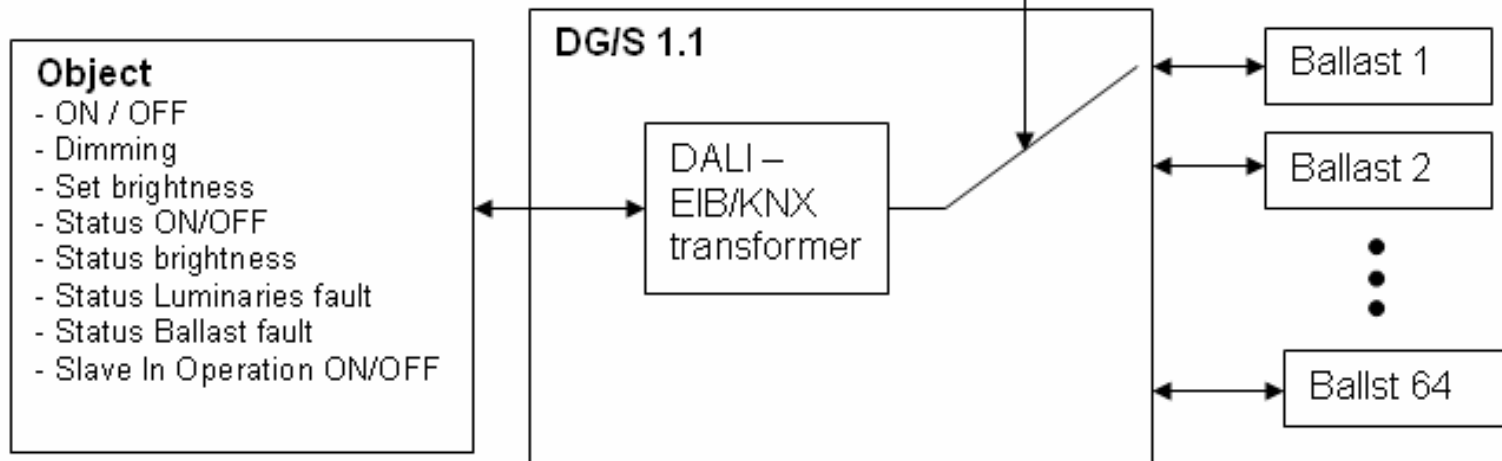 Object
- ON / OFF
- Dimming
- Set brightness
- Status ON/OFF
- Status brightness
- Status Luminaries fault
- Status Ballast fault
- Slave In Operation ON/OFF
DG/S 1.1
DALI –
EIB/KNX
transformer
Ballast 1
Ballast 2
Ballst 64